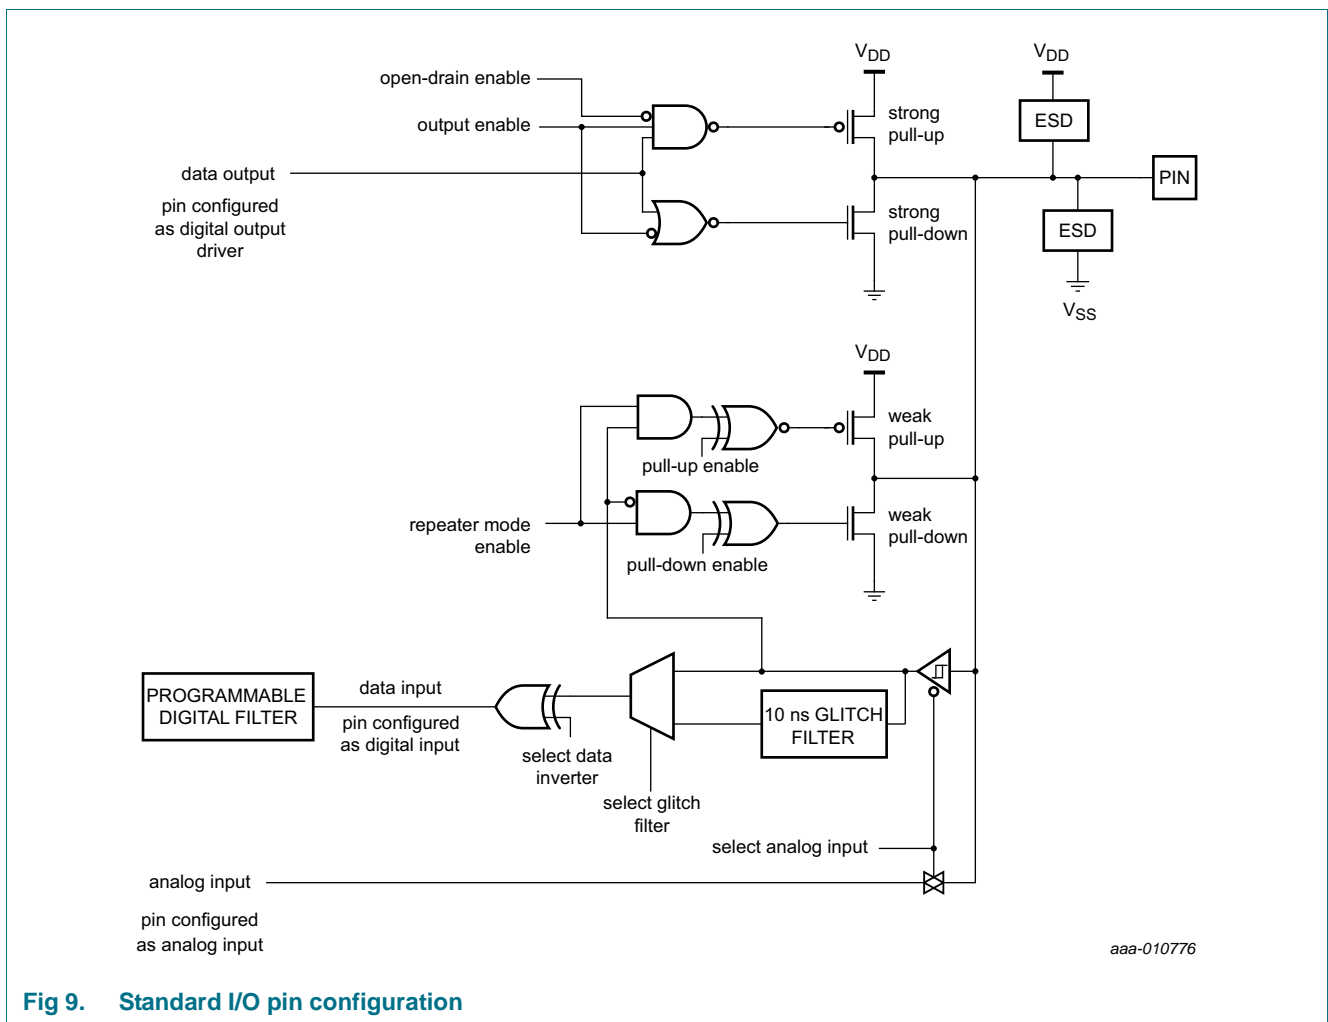 VDD
VDD
open-drain enable
output enable
strong
pull-up
ESD
data output
PIN
pin configured
as digital output
driver
strong
pull-down
ESD
VSS
VDD
weak
pull-up
pull-up enable
repeater mode
enable
weak
pull-down
pull-down enable
PROGRAMMABLE
DIGITAL FILTER
data input
pin configured
as digital input
10 ns GLITCH
FILTER
select data
inverter
select glitch
filter
select analog input
analog input
pin configured
as analog input
aaa-010776
Fig 9. Standard I/O pin configuration